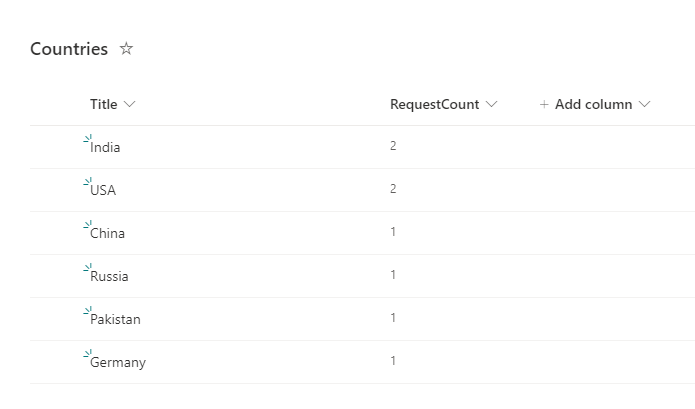 Countries
Title RequestCount + Add column
India 2
USA 2
China 1
Russia 1
Pakistan 1
Germany 1